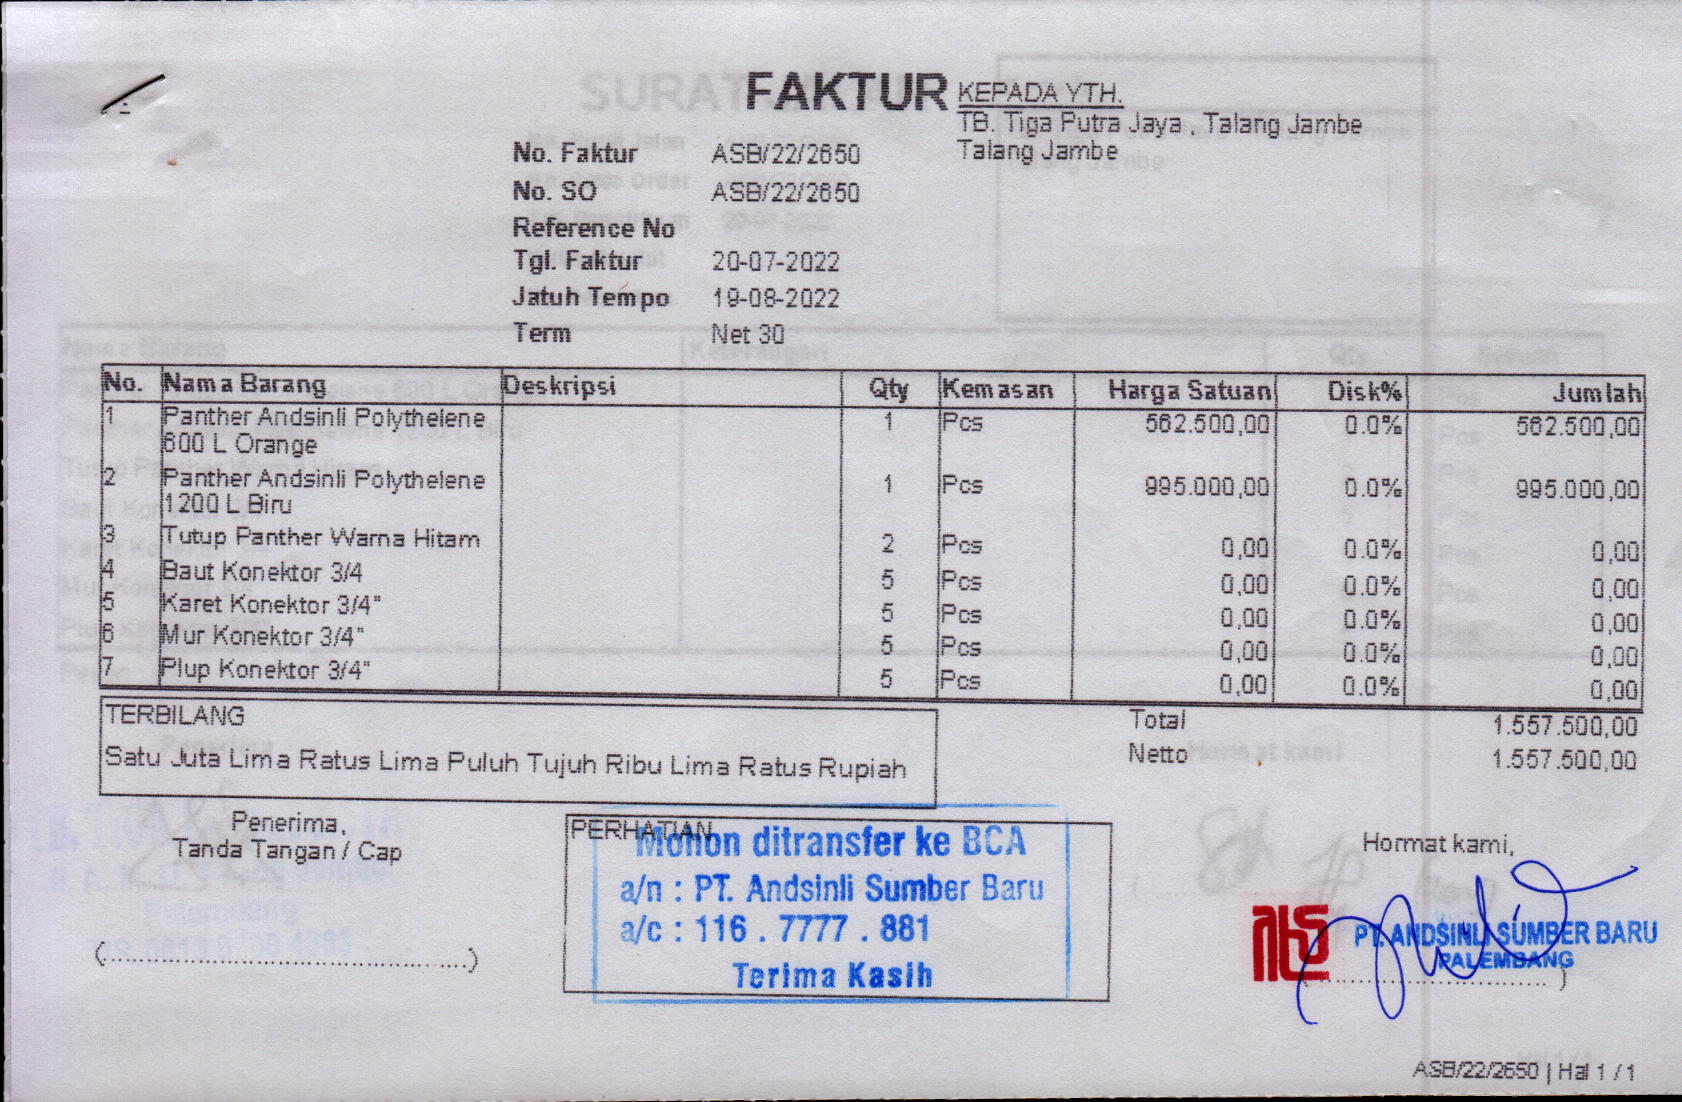 FAKTUR
KEPADA YTH.
TB. Tiga Putra Jaya , Talang Jambe
Talang Jambe
No. Faktur ASB/22/2650
No. SO ASB/22/2650
Reference No
Tgl. Faktur 20-07-2022
Jatuh Tempo 19-08-2022
Term Net 30
No. Nama Barang Deskripsi Qty Kemasan Harga Satuan Disk% Jumlah
1 Panther Andsinli Polythelene 1 Pcs 562.500,00 0.0% 562.500,00
600 L Orange
2 Panther Andsinli Polythelene 1 Pcs 995.000,00 0.0% 995.000,00
1200 L Biru
3 Tutup Panther Warna Hitam 2 Pcs 0,00 0.0% 0,00
4 Baut Konektor 3/4 5 Pcs 0,00 0.0% 0,00
5 Karet Konektor 3/4" 5 Pcs 0,00 0.0% 0,00
6 Mur Konektor 3/4" 5 Pcs 0,00 0.0% 0,00
7 Plup Konektor 3/4" 5 Pcs 0,00 0.0% 0,00
TERBILANG
Satu Juta Lima Ratus Lima Puluh Tujuh Ribu Lima Ratus Rupiah
Total 1.557.500,00
Netto 1.557.500,00
Penerima,
Tanda Tangan / Cap
(..............................................)
PERHATIAN
Mohon ditransfer ke BCA
a/n : PT. Andsinli Sumber Baru
a/c : 116 . 7777 . 881
Terima Kasih
Hormat kami,
PT. ANDSINLI SUMBER BARU
PALEMBANG
ASB/22/2650 | Hal 1 / 1